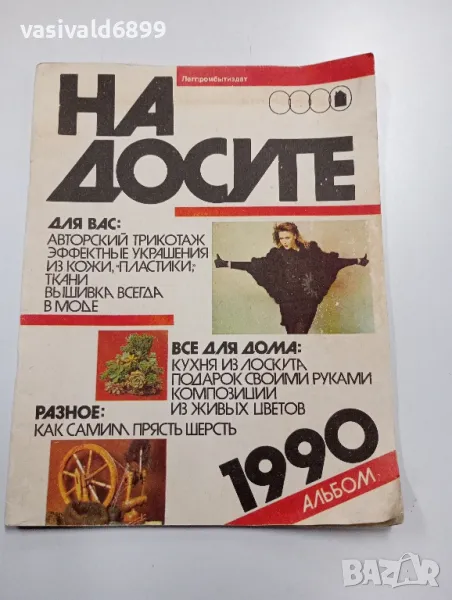 vasivald6899
Легпромбытиздат
НА
ДОСУГЕ
ДЛЯ ВАС:
АВТОРСКИЙ ТРИКОТАЖ
ЭФФЕКТНЫЕ УКРАШЕНИЯ
ИЗ КОЖИ, ПЛАСТИКИ,
ТКАНИ
ВЫШИВКА ВСЕГДА
В МОДЕ
ВСЕ ДЛЯ ДОМА:
КУХНЯ ИЗ ЛОСКУТА
ПОДАРОК СВОИМИ РУКАМИ
КОМПОЗИЦИИ
ИЗ ЖИВЫХ ЦВЕТОВ
РАЗНОЕ:
КАК САМИМ ПРЯСТЬ ШЕРСТЬ
1990
АЛЬБОМ
BAZAR